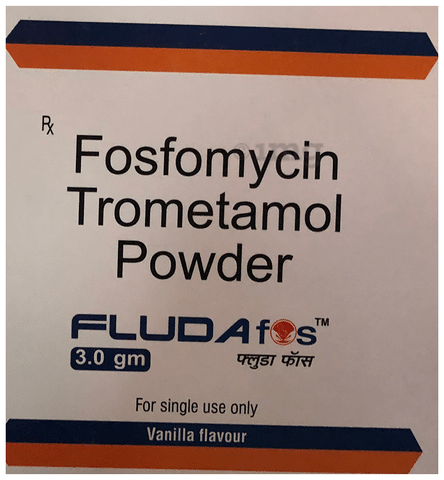 Rx
Fosfomycin
Trometamol
Powder
FLUDAfos™
3.0 gm
फ्लुडा फॉस
For single use only
Vanilla flavour